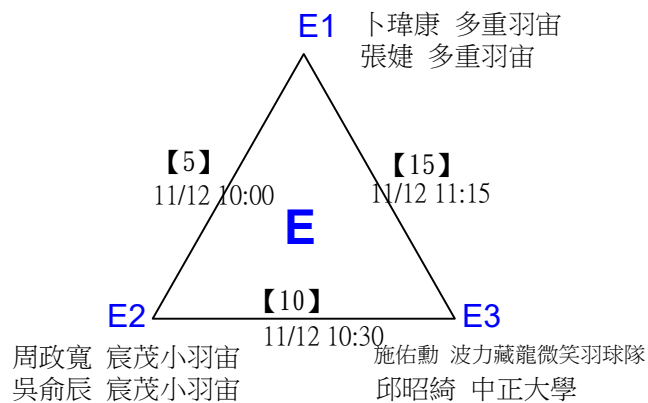 E1
卜瑋康 多重羽宙
張婕 多重羽宙
【5】
11/12 10:00
【15】
11/12 11:15
E
E2
【10】
11/12 10:30
E3
周政寬 宸茂小羽宙
吳俞辰 宸茂小羽宙
施佑勳 波力藏龍微笑羽球隊
邱昭綺 中正大學